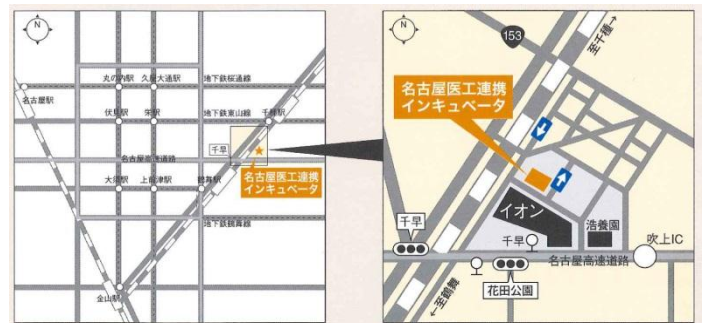 N
丸の内駅
久屋大通駅
地下鉄桜通線
名古屋駅
伏見駅
栄駅
地下鉄東山線
千種駅
千早
名古屋高速道路
名古屋医工連携
インキュベータ
大須駅
上前津駅
鶴舞駅
地下鉄鶴舞線
金山駅
N
153
至千種→
名古屋医工連携
インキュベータ
イオン
浩養園
千早
千早
吹上IC
名古屋高速道路
花田公園
←至鶴舞